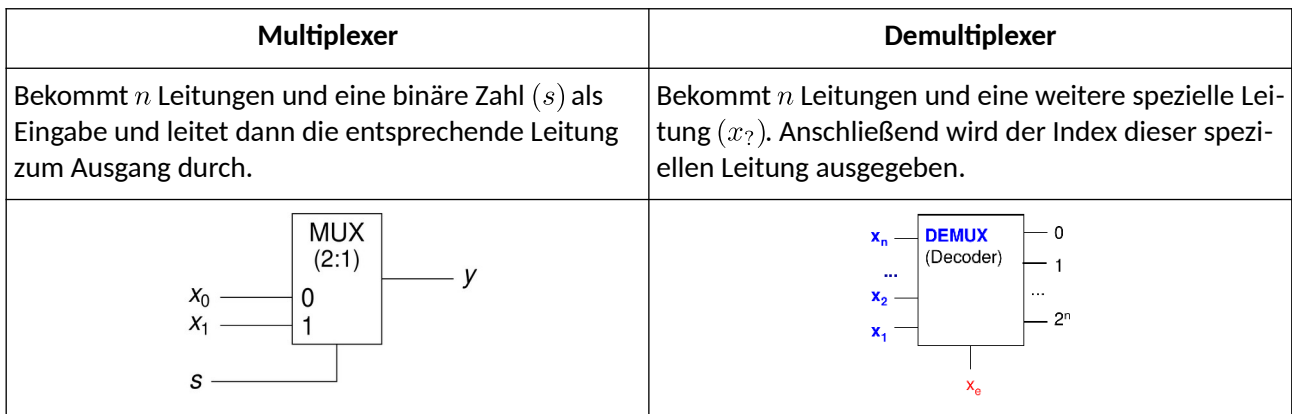 Multiplexer
Demultiplexer
Bekommt n Leitungen und eine binäre Zahl (s) als
Eingabe und leitet dann die entsprechende Leitung
zum Ausgang durch.
Bekommt n Leitungen und eine weitere spezielle Lei-
tung (x?). Anschließend wird der Index dieser spezi-
ellen Leitung ausgegeben.
MUX
(2:1)
y
x0
0
x1
1
s
xn
DEMUX
0
(Decoder)
1
...
...
x2
2^n
x1
xe